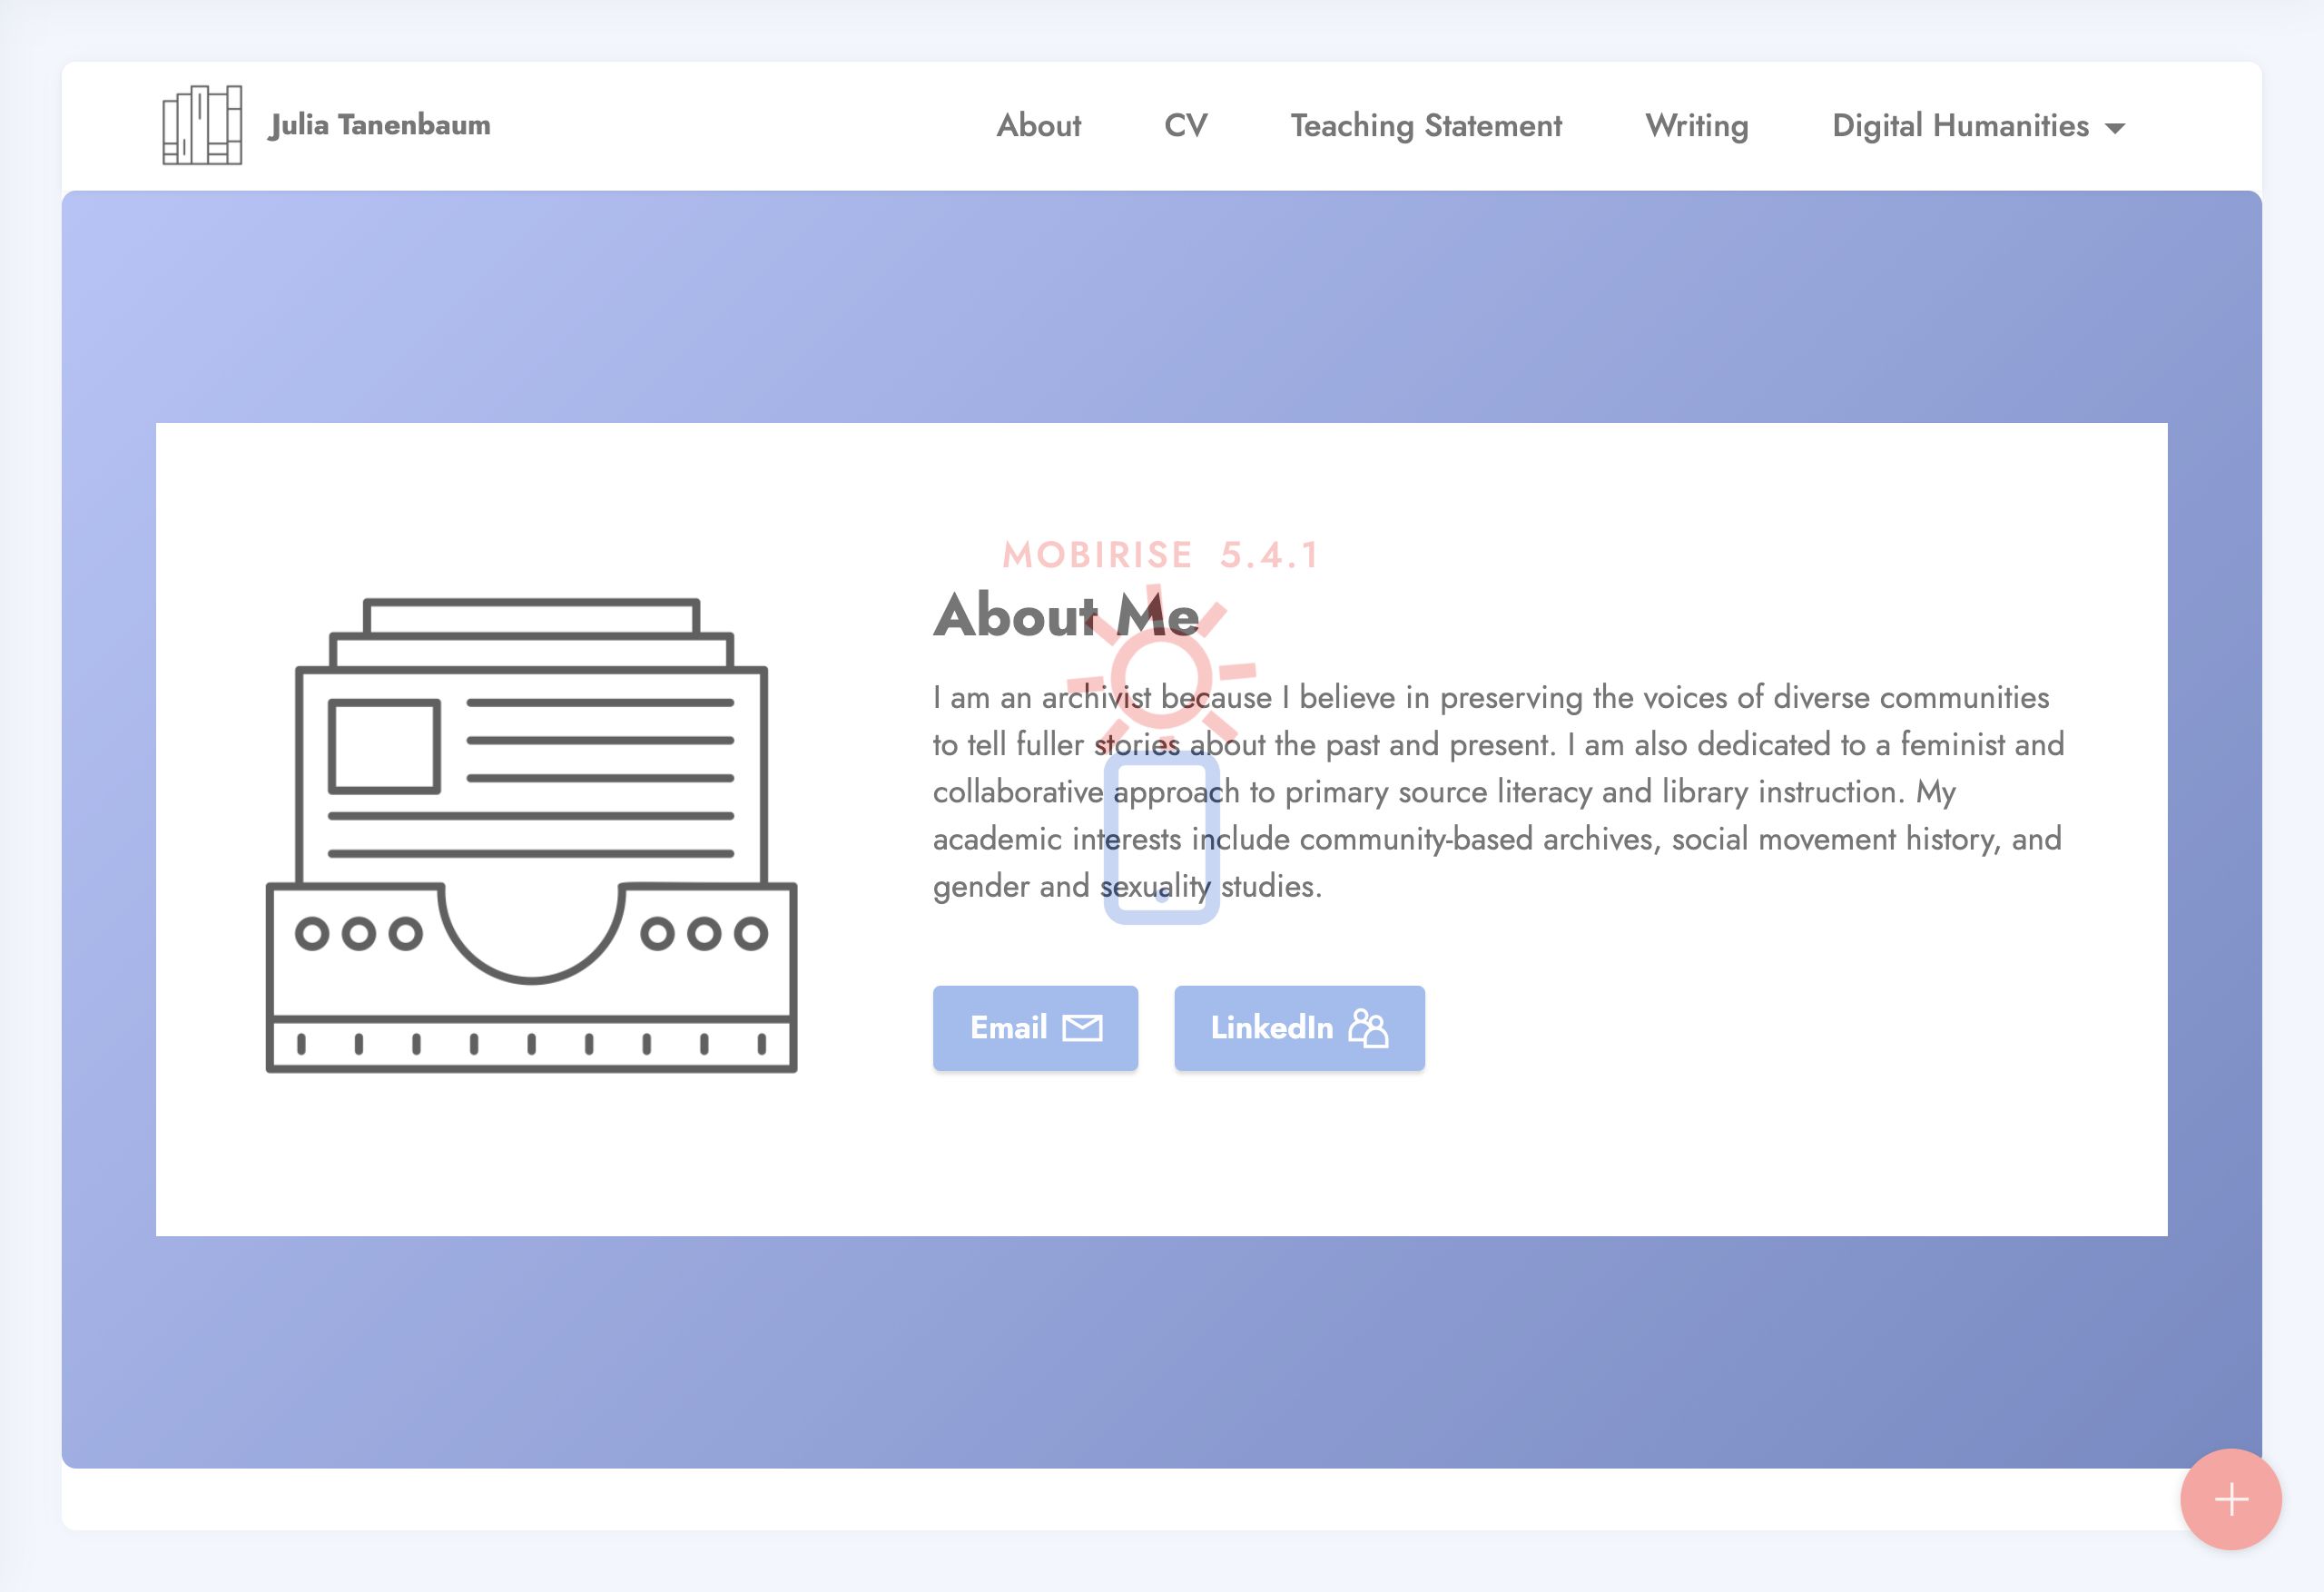 Julia Tanenbaum
About CV Teaching Statement Writing Digital Humanities
MOBIRISE 5.4.1
About Me
I am an archivist because I believe in preserving the voices of diverse communities
to tell fuller stories about the past and present. I am also dedicated to a feminist and
collaborative approach to primary source literacy and library instruction. My
academic interests include community-based archives, social movement history, and
gender and sexuality studies.
Email LinkedIn